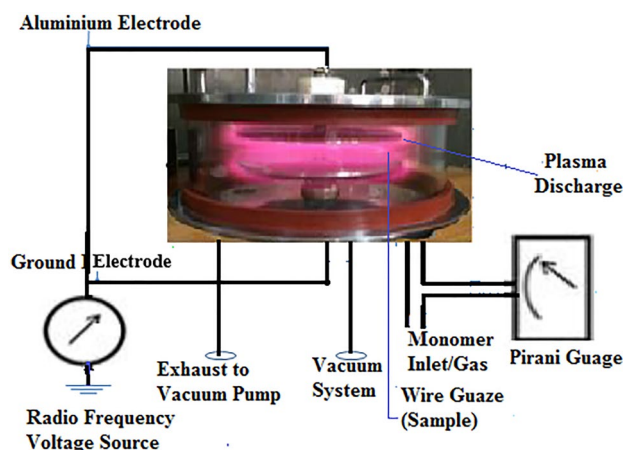 Aluminium Electrode
Plasma
Discharge
Ground Electrode
Exhaust to
Vacuum Pump
Vacuum
System
Monomer
Inlet/Gas
Pirani Guage
Wire Guaze
(Sample)
Radio Frequency
Voltage Source